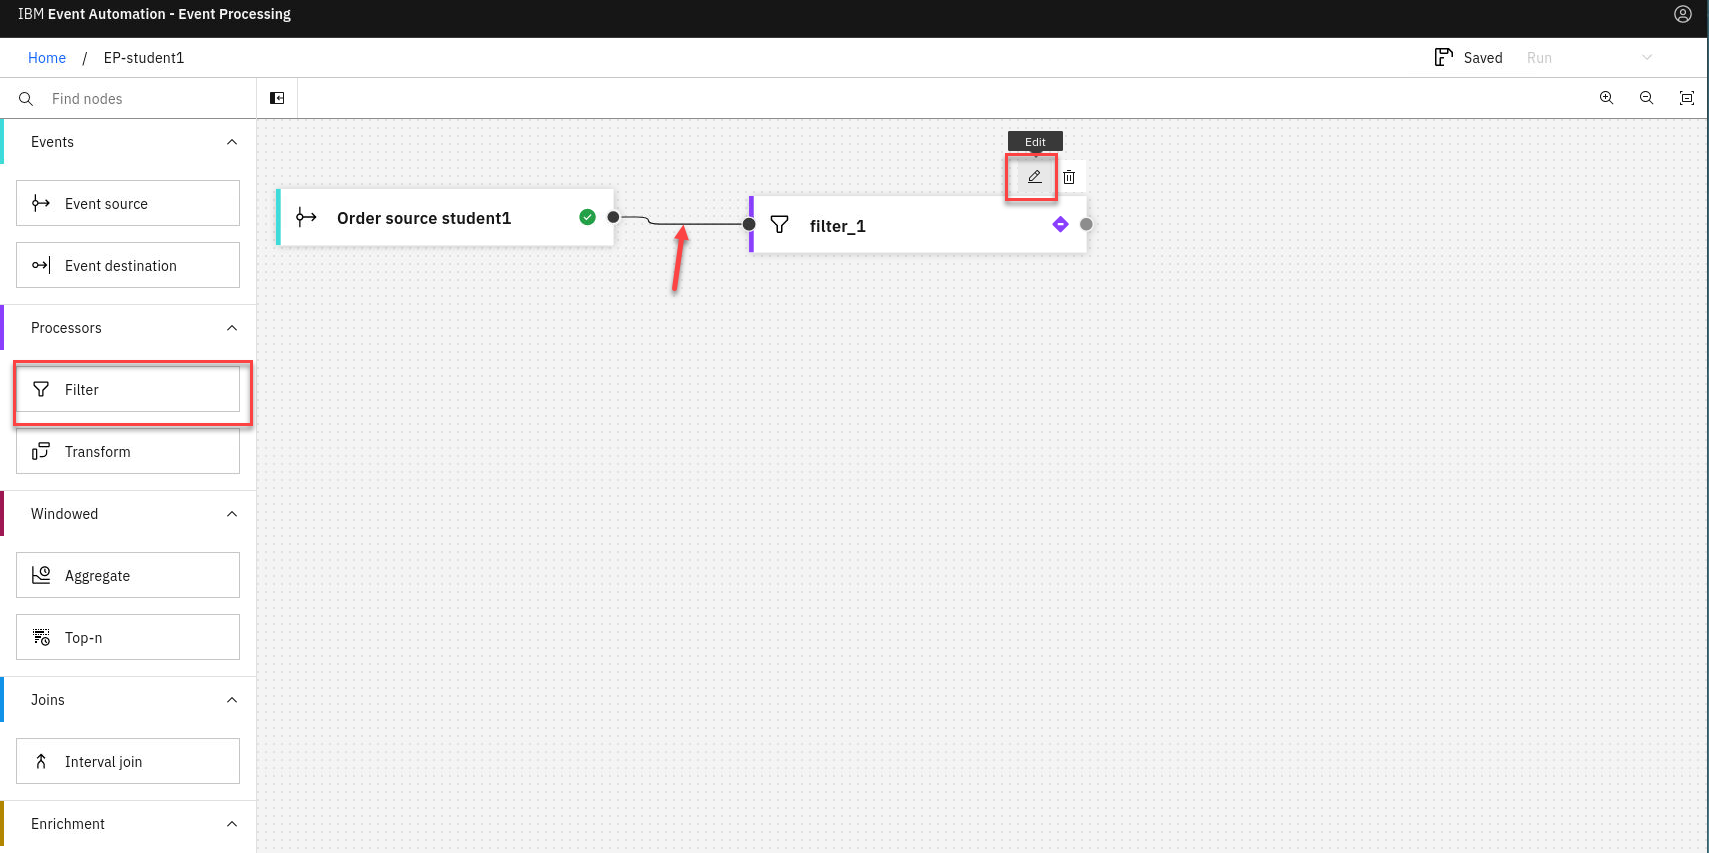 IBM Event Automation - Event Processing
Home / EP-student1
Saved
Run
Find nodes
Events
Event source
Event destination
Processors
Filter
Transform
Windowed
Aggregate
Top-n
Joins
Interval join
Enrichment
Edit
Order source student1
filter_1